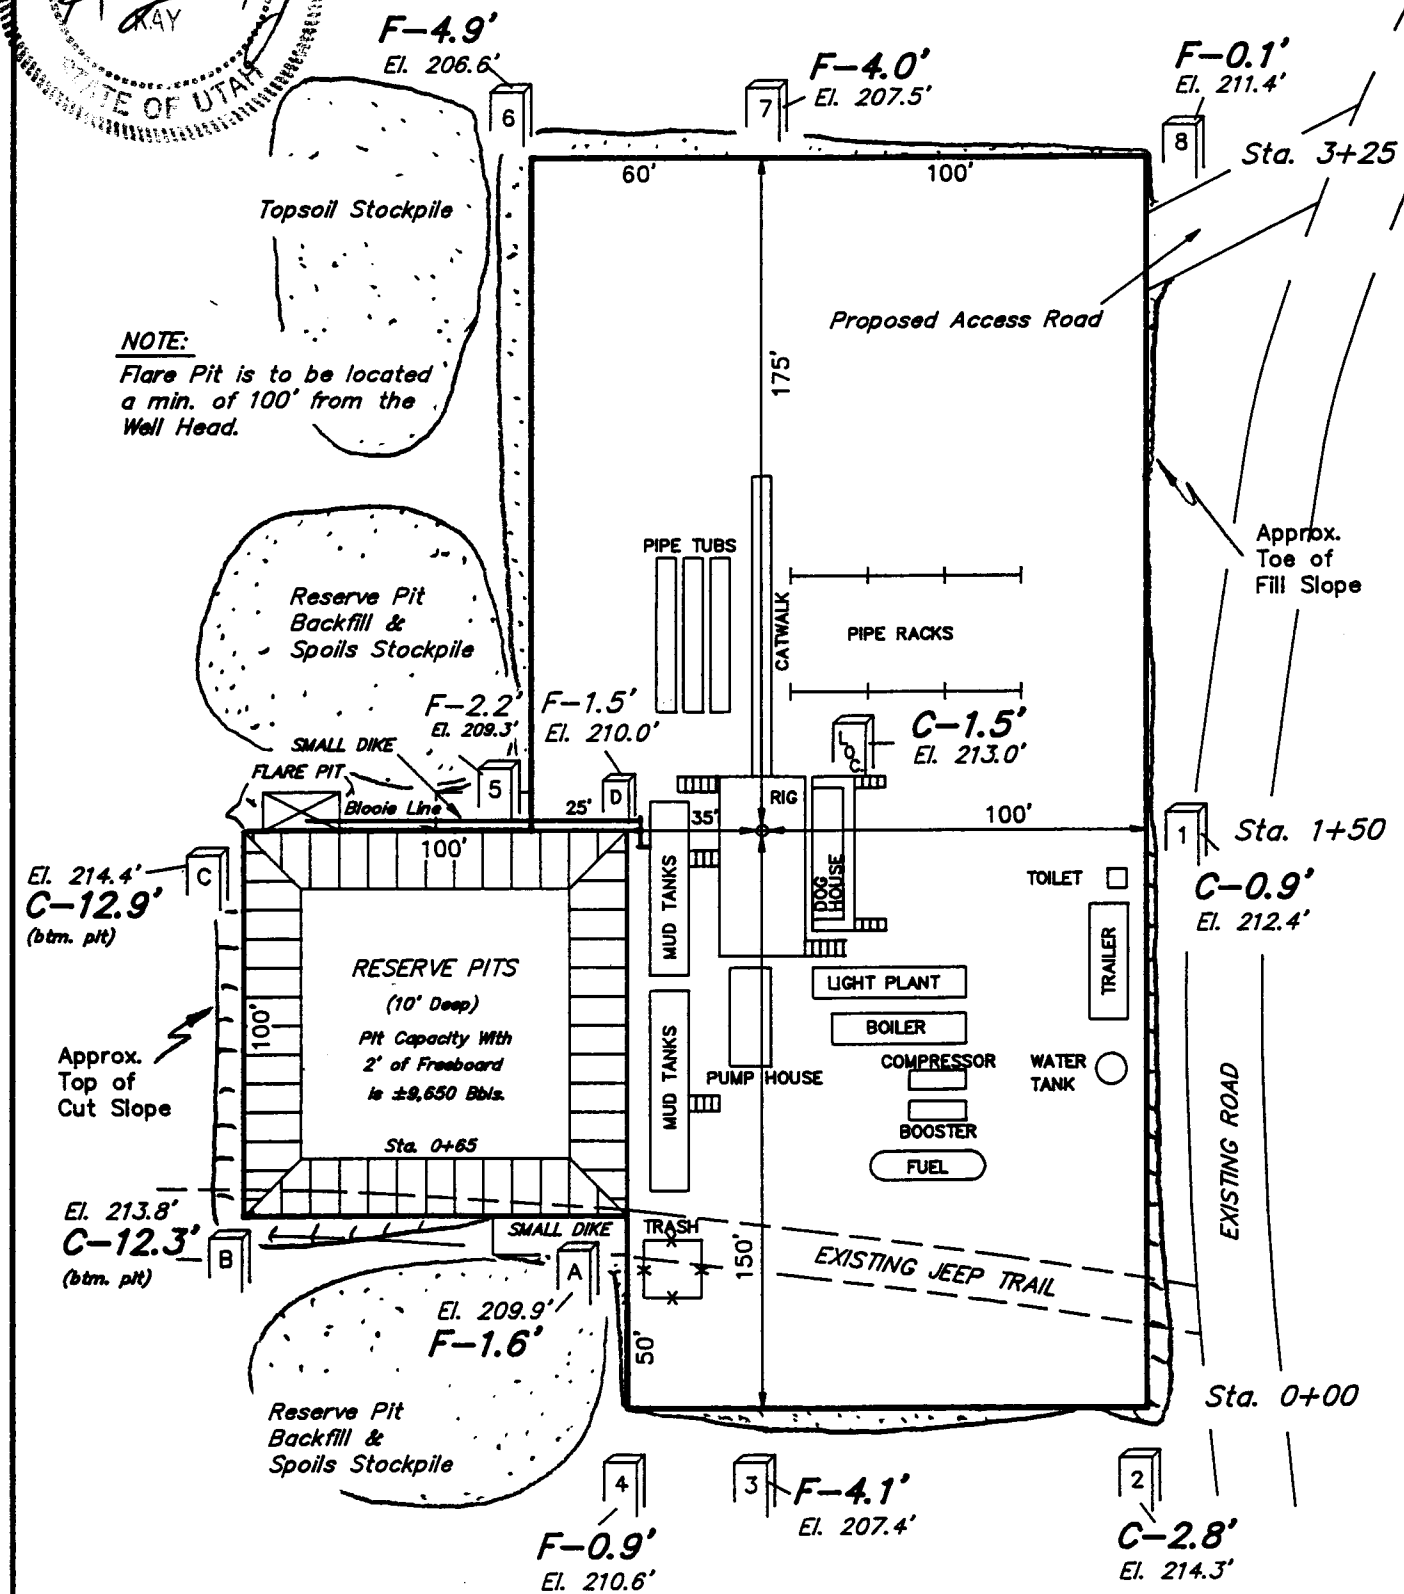 KAY
STATE OF UTAH
F-4.9'
El. 206.6'
6
F-4.0'
El. 207.5'
7
F-0.1'
El. 211.4'
8
Sta. 3+25
60'
100'
Topsoil Stockpile
Proposed Access Road
NOTE:
Flare Pit is to be located
a min. of 100' from the
Well Head.
175'
Approx.
Toe of
Fill Slope
PIPE TUBS
CATWALK
PIPE RACKS
Reserve Pit
Backfill &
Spoils Stockpile
F-2.2'
El. 209.3'
F-1.5'
El. 210.0'
LOC.
C-1.5'
El. 213.0'
SMALL DIKE
FLARE PIT
Blooie Line
5
D
25'
35'
RIG
100'
100'
1
Sta. 1+50
C-0.9'
El. 212.4'
C
El. 214.4'
C-12.9'
(btm. pit)
MUD TANKS
DOG HOUSE
TOILET
TRAILER
RESERVE PITS
(10' Deep)
Pit Capacity With
2' of Freeboard
is ±9,650 Bbls.
Sta. 0+65
100'
LIGHT PLANT
BOILER
COMPRESSOR
BOOSTER
FUEL
WATER
TANK
PUMP HOUSE
MUD TANKS
Approx.
Top of
Cut Slope
EXISTING ROAD
El. 213.8'
C-12.3'
(btm. pit)
B
SMALL DIKE
TRASH
A
El. 209.9'
F-1.6'
150'
50'
EXISTING JEEP TRAIL
Sta. 0+00
Reserve Pit
Backfill &
Spoils Stockpile
4
F-0.9'
El. 210.6'
3
F-4.1'
El. 207.4'
2
C-2.8'
El. 214.3'